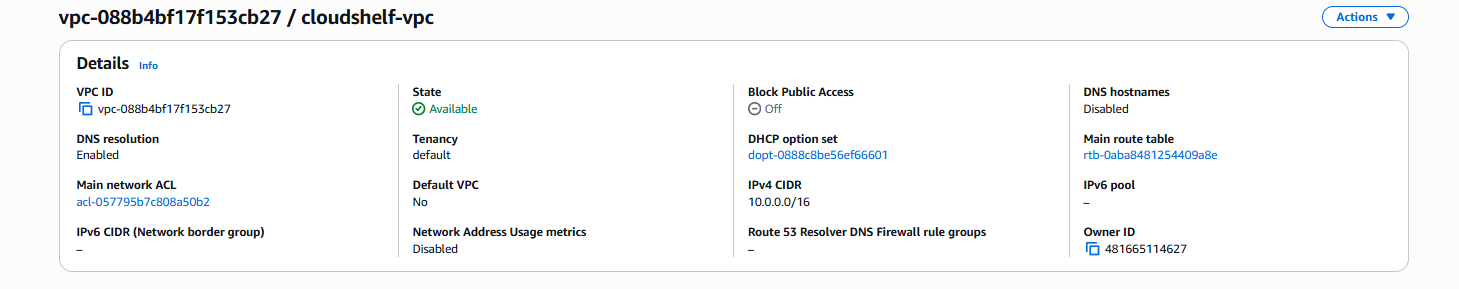 vpc-088b4bf17f153cb27 / cloudshelf-vpc
Actions
Details Info
VPC ID
vpc-088b4bf17f153cb27
State
Available
Block Public Access
Off
DNS hostnames
Disabled
DNS resolution
Enabled
Tenancy
default
DHCP option set
dopt-0888c8be56ef66601
Main route table
rtb-0aba8481254409a8e
Main network ACL
acl-057795b7c808a50b2
Default VPC
No
IPv4 CIDR
10.0.0.0/16
IPv6 pool
–
IPv6 CIDR (Network border group)
–
Network Address Usage metrics
Disabled
Route 53 Resolver DNS Firewall rule groups
–
Owner ID
481665114627